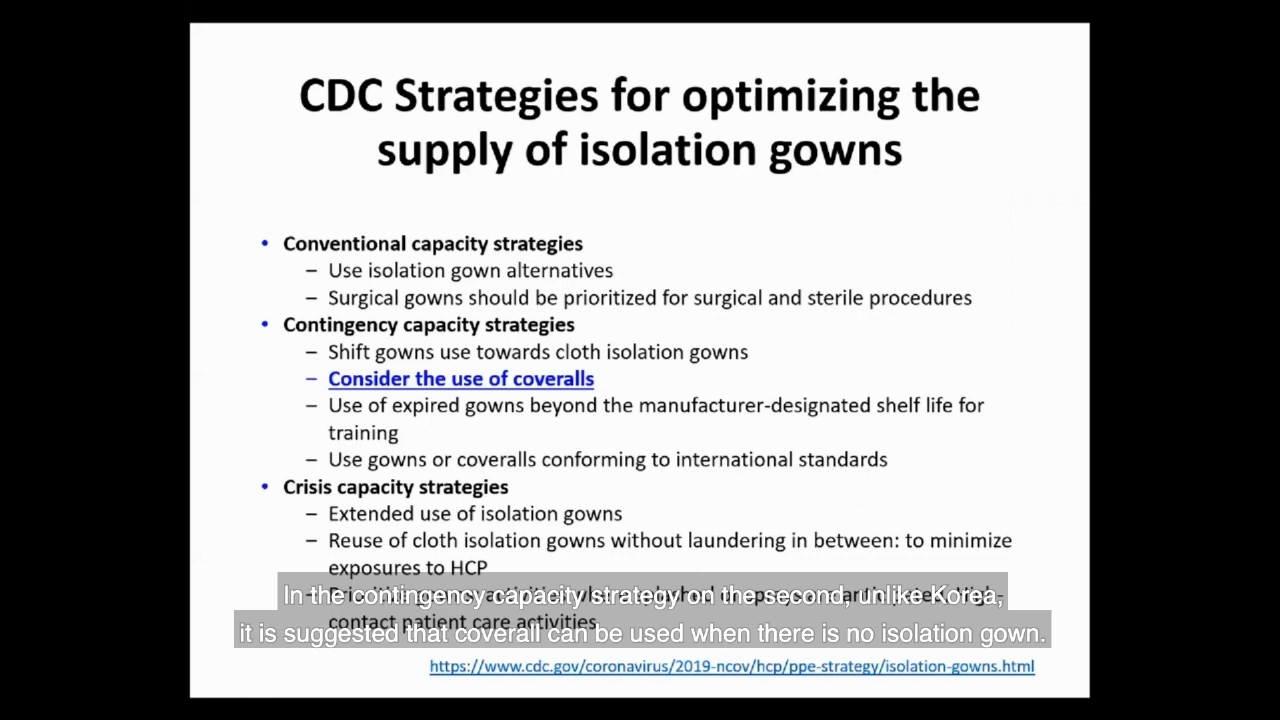 CDC Strategies for optimizing the
supply of isolation gowns
• Conventional capacity strategies
– Use isolation gown alternatives
– Surgical gowns should be prioritized for surgical and sterile procedures
• Contingency capacity strategies
– Shift gowns use towards cloth isolation gowns
– Consider the use of coveralls
– Use of expired gowns beyond the manufacturer-designated shelf life for
training
– Use gowns or coveralls conforming to international standards
• Crisis capacity strategies
– Extended use of isolation gowns
– Reuse of cloth isolation gowns without laundering in between: to minimize
exposures to HCP
In the contingency capacity strategy on the second, unlike Korea,
contact patient care activities
it is suggested that coverall can be used when there is no isolation gown.
https://www.cdc.gov/coronavirus/2019-ncov/hcp/ppe-strategy/isolation-gowns.html